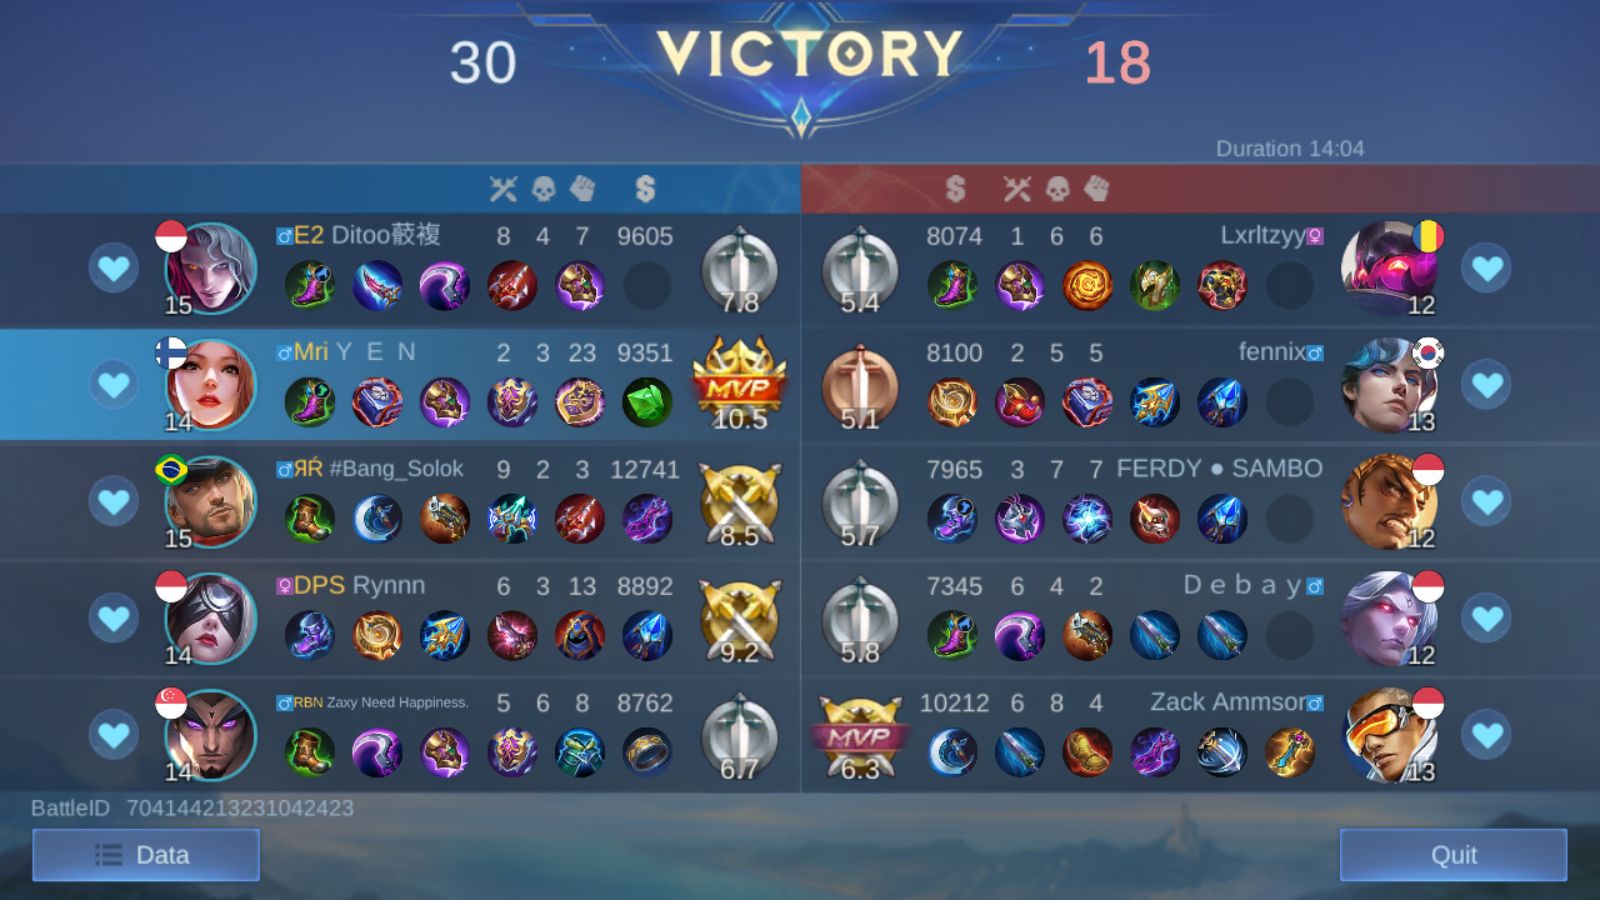 30 VICTORY 18
Duration 14:04
E2 Ditoo蔎複 8 4 7 9605
15 7.8
8074 1 6 6 Lxrltzyy
5.4 12
Mri Y E N 2 3 23 9351
14 MVP 10.5
8100 2 5 5 fennix
5.1 13
ЯŔ #Bang_Solok 9 2 3 12741
15 8.5
7965 3 7 7 FERDY ● SAMBO
5.7 12
DPS Rynnn 6 3 13 8892
14 9.2
7345 6 4 2 D e b a y
5.8 12
RBN Zaxy Need Happiness. 5 6 8 8762
14 6.7
10212 6 8 4 Zack Ammsor
MVP 6.3 13
BattleID 704144213231042423
Data
Quit